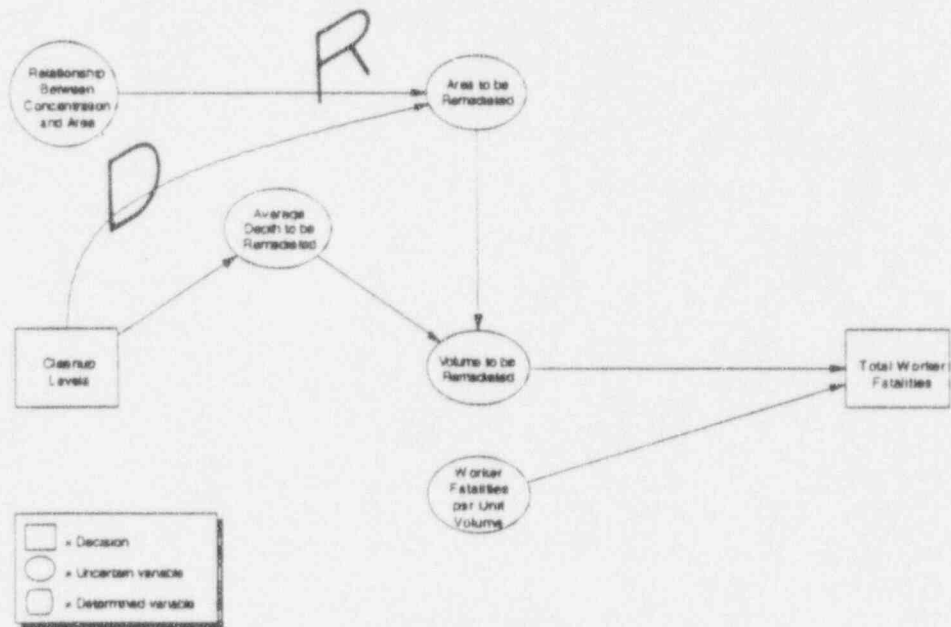 R
Relationship
Between
Concentration
and Area
Area to be
Remediated
D
Average
Depth to be
Remediated
Cleanup
Levels
Volume to be
Remediated
Total Worker
Fatalities
Worker
Fatalities
per Unit
Volume
= Decision
= Uncertain variable
= Determined variable